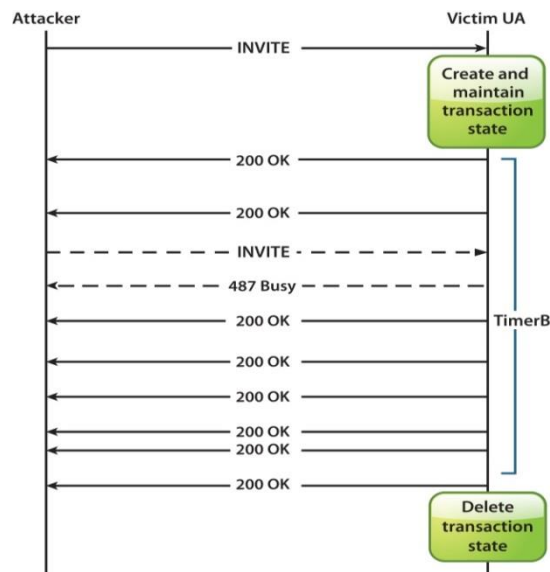 Attacker
Victim UA
INVITE
Create and
maintain
transaction
state
200 OK
200 OK
INVITE
487 Busy
200 OK
TimerB
200 OK
200 OK
200 OK
200 OK
200 OK
Delete
transaction
state